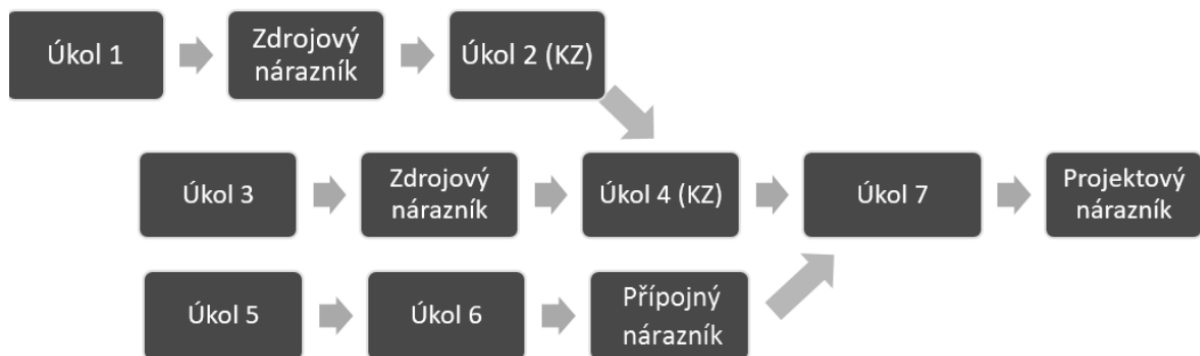 Úkol 1
Zdrojový
nárazník
Úkol 2 (KZ)
Úkol 3
Zdrojový
nárazník
Úkol 4 (KZ)
Úkol 7
Projektový
nárazník
Úkol 5
Úkol 6
Přípojný
nárazník